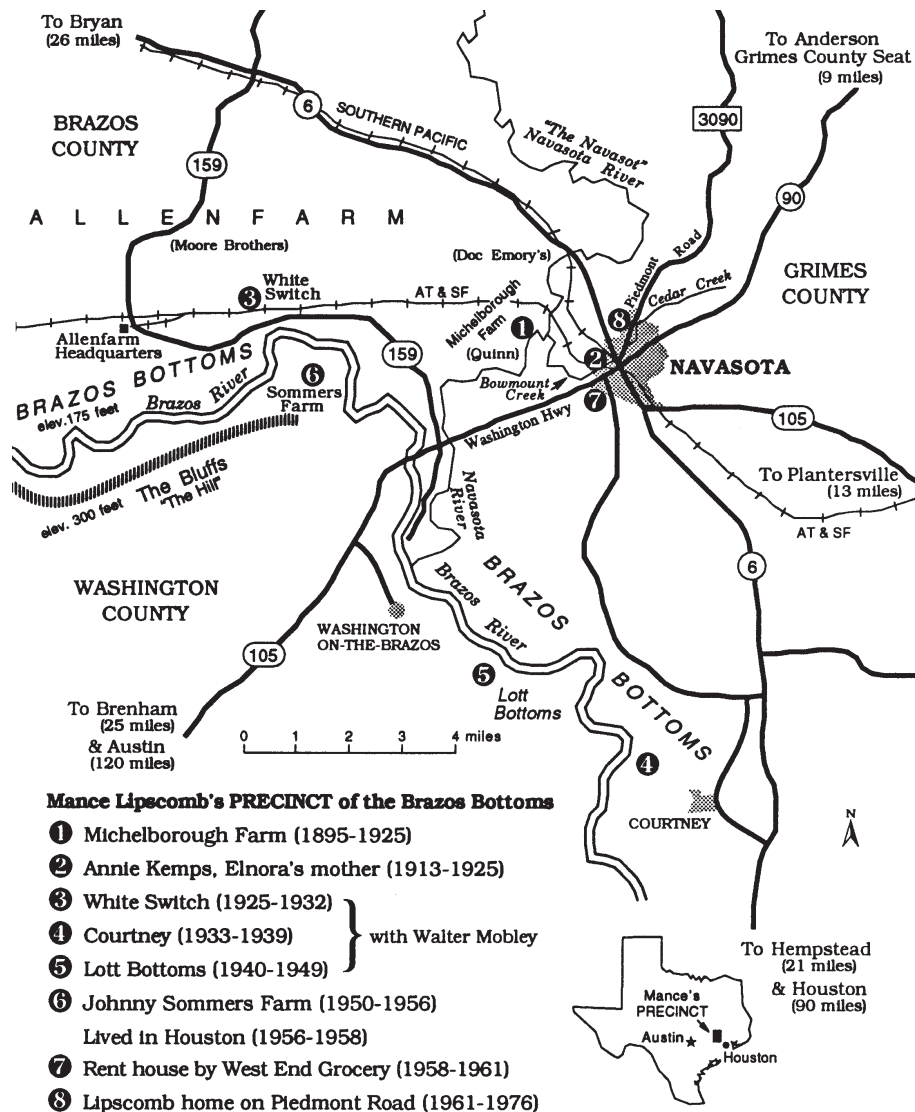 To Bryan
(26 miles)
To Anderson
Grimes County Seat
(9 miles)
6
SOUTHERN PACIFIC
"The Navasot"
Navasota River
3090
BRAZOS
COUNTY
159
90
A L L E N F A R M
(Moore Brothers)
(Doc Emory's)
Piedmont Road
Cedar Creek
GRIMES
COUNTY
3
White
Switch
AT & SF
Michelborough
Farm
1
(Quinn)
8
Allenfarm
Headquarters
159
2
NAVASOTA
BRAZOS BOTTOMS
elev. 175 feet
Brazos River
6
Sommers
Farm
Bowmount
Creek
7
Washington Hwy
105
The Bluffs
"The Hill"
elev. 300 feet
Navasota
River
To Plantersville
(13 miles)
AT & SF
BRAZOS
BOTTOMS
6
WASHINGTON
COUNTY
Brazos
River
WASHINGTON
ON-THE-BRAZOS
105
5
Lott
Bottoms
To Brenham
(25 miles)
& Austin
(120 miles)
0 1 2 3 4 miles
4
COURTNEY
N
Mance Lipscomb's PRECINCT of the Brazos Bottoms
1 Michelborough Farm (1895-1925)
2 Annie Kemps, Elnora's mother (1913-1925)
3 White Switch (1925-1932)
4 Courtney (1933-1939)
with Walter Mobley
5 Lott Bottoms (1940-1949)
6 Johnny Sommers Farm (1950-1956)
Lived in Houston (1956-1958)
7 Rent house by West End Grocery (1958-1961)
8 Lipscomb home on Piedmont Road (1961-1976)
To Hempstead
(21 miles)
& Houston
(90 miles)
Mance's
PRECINCT
Austin
Houston